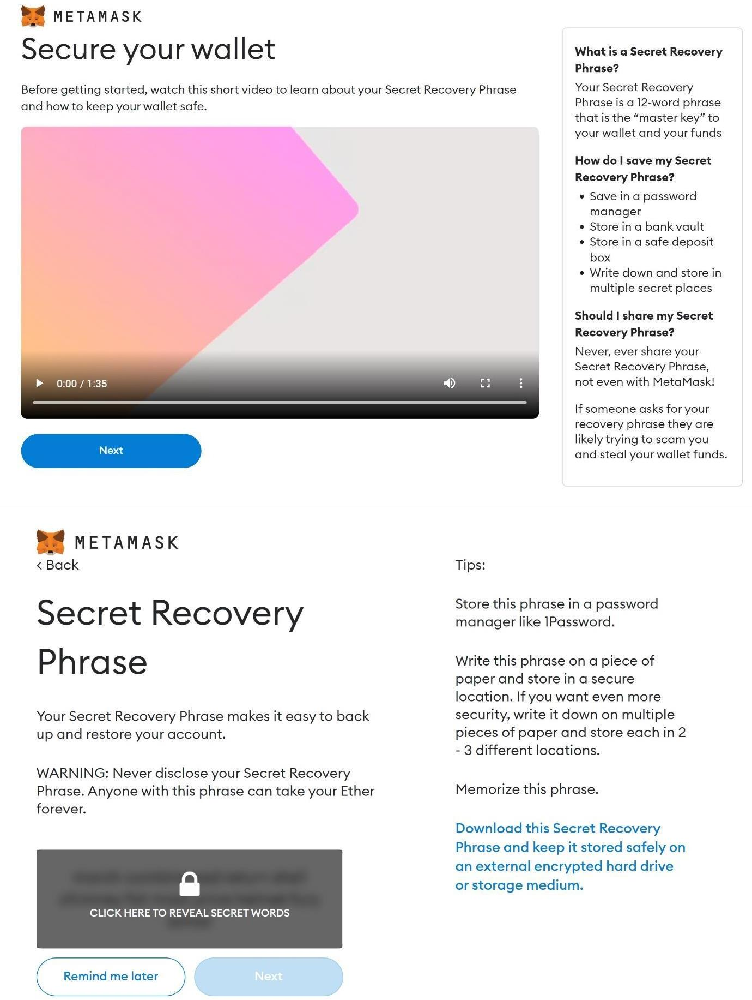 METAMASK
Secure your wallet
Before getting started, watch this short video to learn about your Secret Recovery Phrase
and how to keep your wallet safe.
0:00 / 1:35
Next
What is a Secret Recovery
Phrase?
Your Secret Recovery
Phrase is a 12-word phrase
that is the “master key” to
your wallet and your funds
How do I save my Secret
Recovery Phrase?
• Save in a password
manager
• Store in a bank vault
• Store in a safe deposit
box
• Write down and store in
multiple secret places
Should I share my Secret
Recovery Phrase?
Never, ever share your
Secret Recovery Phrase,
not even with MetaMask!
If someone asks for your
recovery phrase they are
likely trying to scam you
and steal your wallet funds.
METAMASK
< Back
Secret Recovery
Phrase
Your Secret Recovery Phrase makes it easy to back
up and restore your account.
WARNING: Never disclose your Secret Recovery
Phrase. Anyone with this phrase can take your Ether
forever.
CLICK HERE TO REVEAL SECRET WORDS
Remind me later
Next
Tips:
Store this phrase in a password
manager like 1Password.
Write this phrase on a piece of
paper and store in a secure
location. If you want even more
security, write it down on multiple
pieces of paper and store each in 2
- 3 different locations.
Memorize this phrase.
Download this Secret Recovery
Phrase and keep it stored safely on
an external encrypted hard drive
or storage medium.